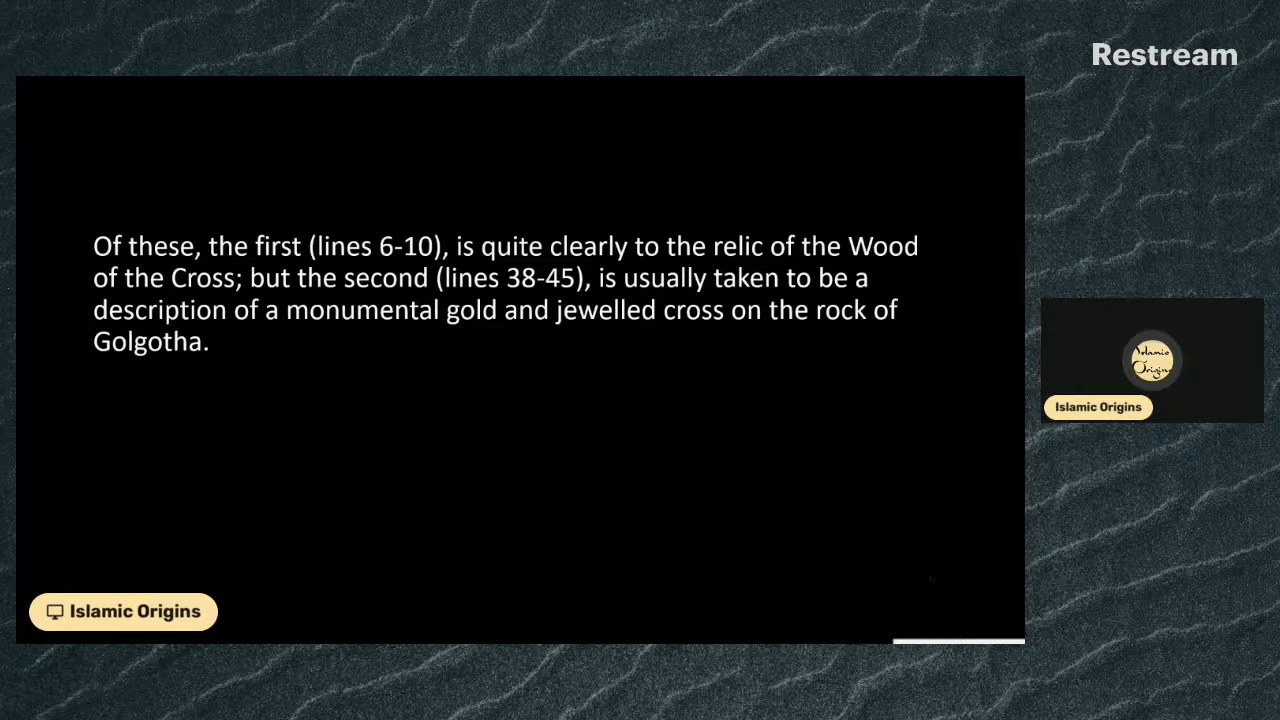 Restream
Of these, the first (lines 6-10), is quite clearly to the relic of the Wood
of the Cross; but the second (lines 38-45), is usually taken to be a
description of a monumental gold and jewelled cross on the rock of
Golgotha.
Islamic
Origins
Islamic Origins
Islamic Origins